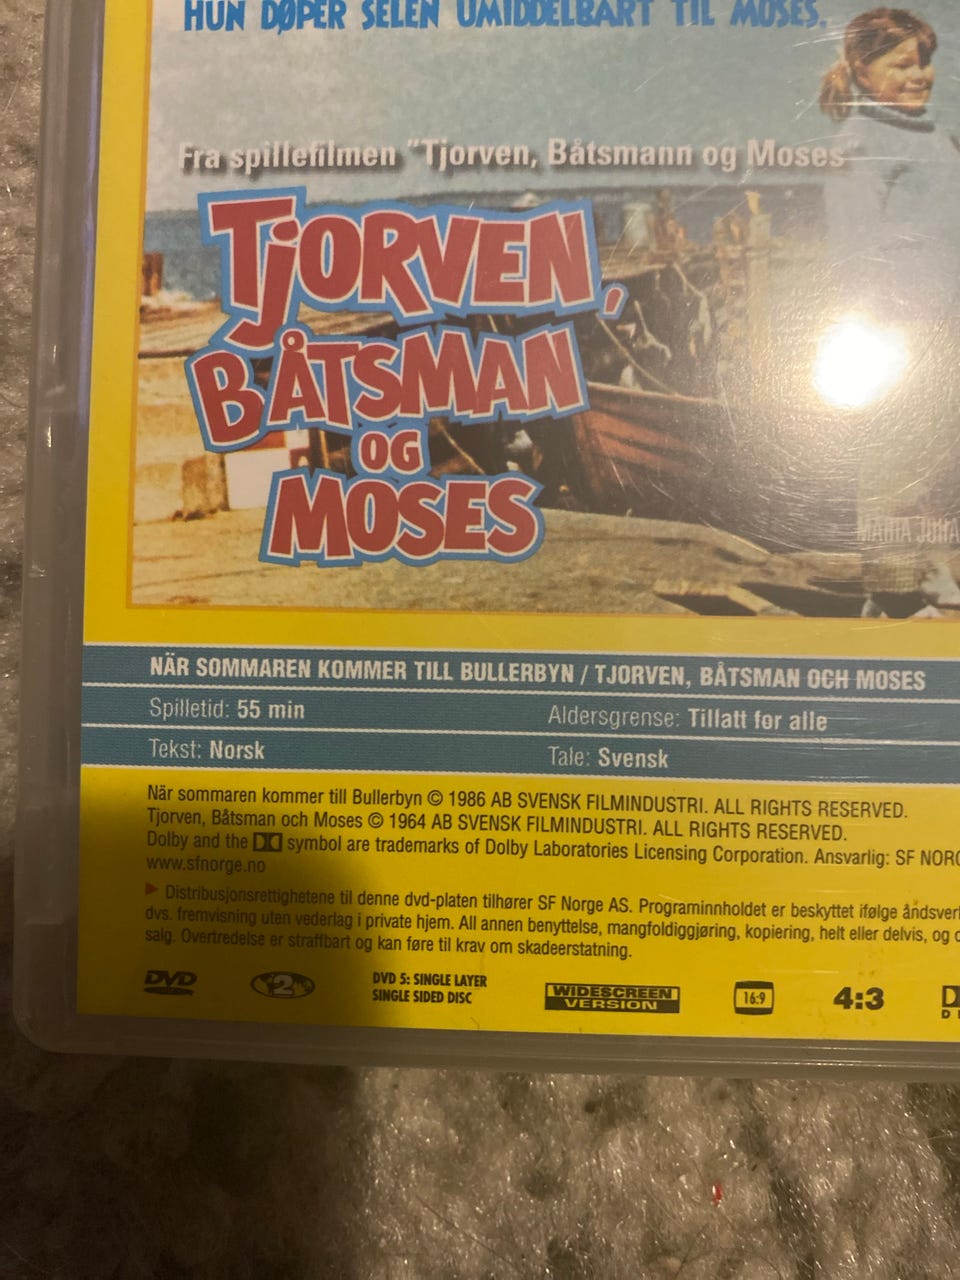 HUN DØPER SELEN UMIDDELBART TIL MOSES.
Fra spillefilmen "Tjorven, Båtsmann og Moses"
TJORVEN,
BÅTSMAN
OG
MOSES
MARIA JOHA
NÄR SOMMAREN KOMMER TILL BULLERBYN / TJORVEN, BÅTSMAN OCH MOSES
Spilletid: 55 min Aldersgrense: Tillatt for alle
Tekst: Norsk Tale: Svensk
När sommaren kommer till Bullerbyn © 1986 AB SVENSK FILMINDUSTRI. ALL RIGHTS RESERVED.
Tjorven, Båtsman och Moses © 1964 AB SVENSK FILMINDUSTRI. ALL RIGHTS RESERVED.
Dolby and the symbol are trademarks of Dolby Laboratories Licensing Corporation. Ansvarlig: SF NORG
www.sfnorge.no
Distribusjonsrettighetene til denne dvd-platen tilhører SF Norge AS. Programinnholdet er beskyttet ifølge åndsverl
dvs. fremvisning uten vederlag i private hjem. All annen benyttelse, mangfoldiggjøring, kopiering, helt eller delvis, og
salg. Overtredelse er straffbart og kan føre til krav om skadeerstatning.
DVD 2 DVD 5: SINGLE LAYER
SINGLE SIDED DISC
WIDESCREEN
VERSION
16:9 4:3